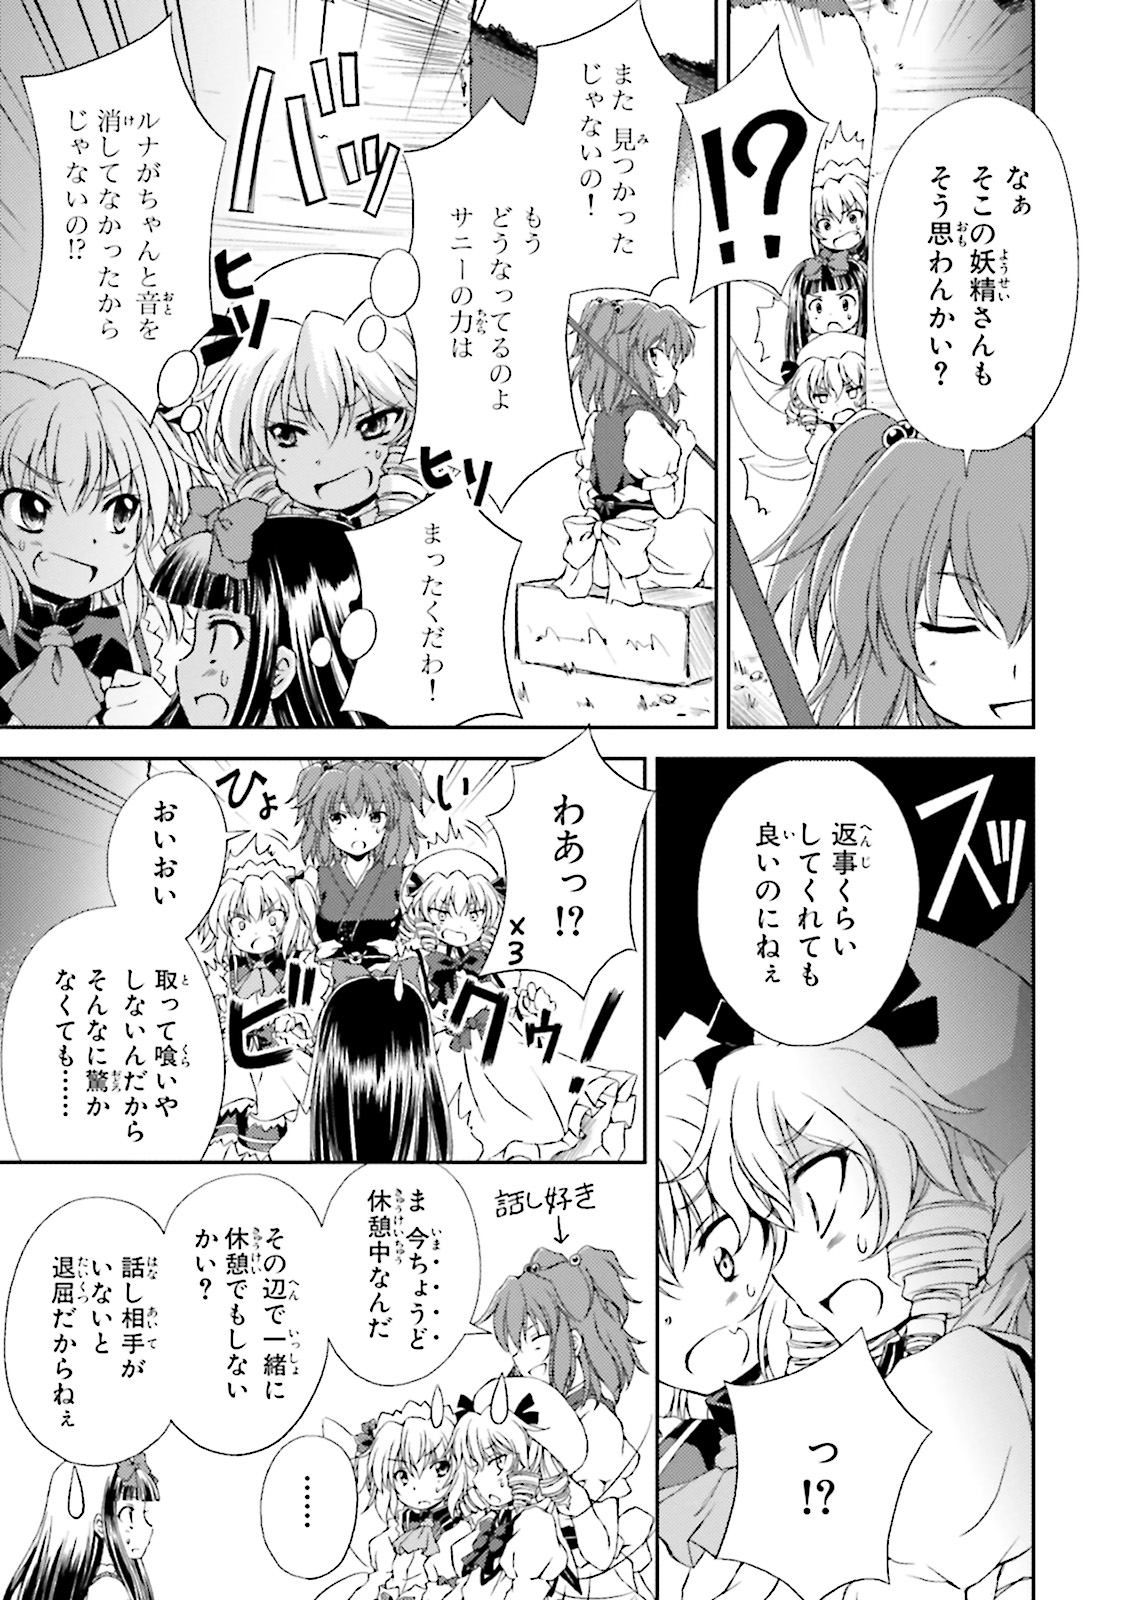 なぁ
そこの妖精さんも
そう思わんかい?
!?
また見つかった
じゃないの!
もう
どうなってるのよ
サニーの力は
バッ
ルナがちゃんと音を
消してなかったから
じゃないの!?
ヒソッ
ヒソッ
まったくだわ!
ズッ
返事くらい
してくれても
良いのにねぇ
っ!?
わあっ!?
×3
ひょい
ビクゥ!
おいおい
取って喰いや
しないんだから
そんなに驚か
なくても……
話し好き
ま 今ちょうど
休憩中なんだ
その辺で一緒に
休憩でもしない
かい?
話し相手が
いないと
退屈だからねぇ
……